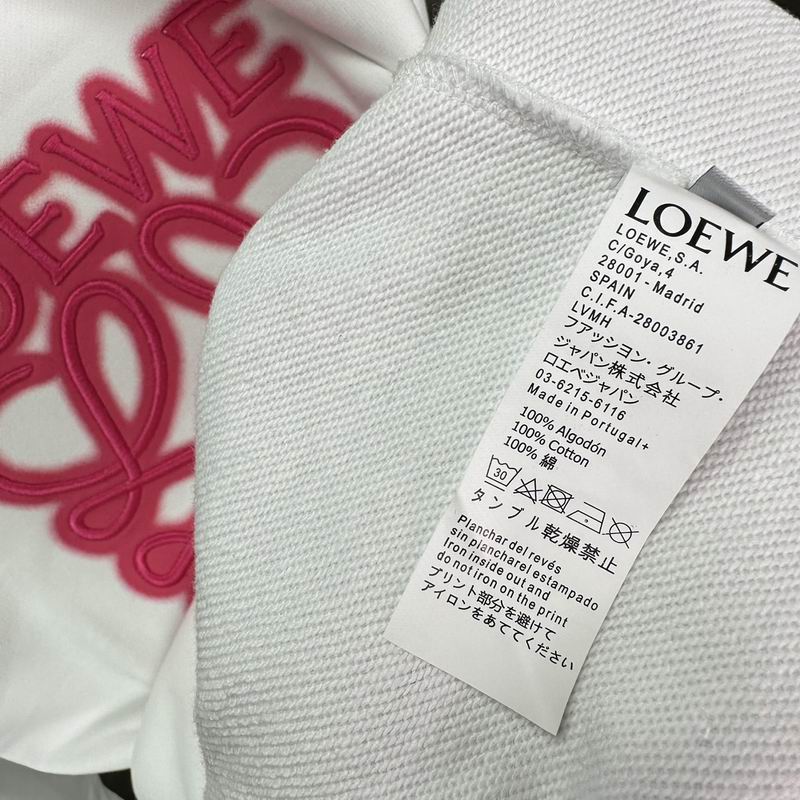 LOEWE
LOEWE
LOEWE,S.A.
C/Goya,4
28001 - Madrid
SPAIN
C.I.F.A-28003861
LVMH
ファッシヨン・グループ・
ジャパン株式会社
ロエベジャパン
03-6215-6116
Made in Portugal+
100% Algodón
100% Cotton
100% 綿
30
タンブル乾燥禁止
Planchar del revés
sin plancharel estampado
Iron inside out and
do not iron on the print
プリント部分を避けて
アイロンをあててください